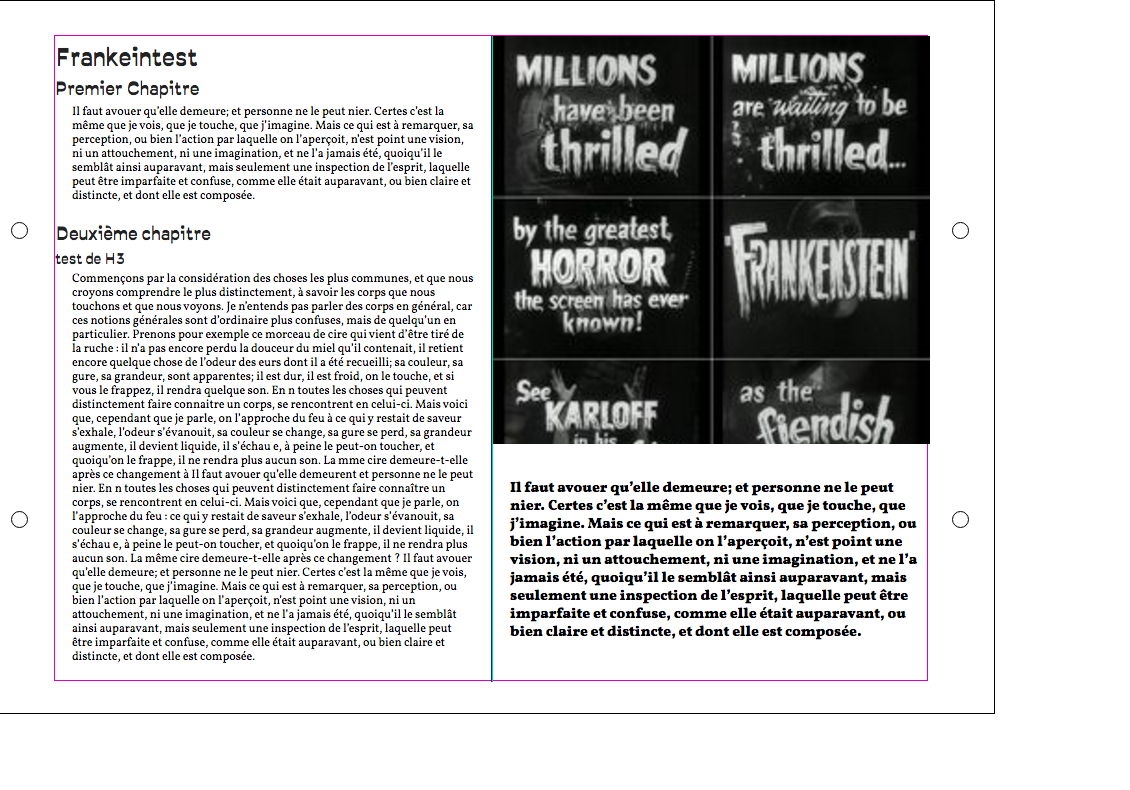 Frankeintest
Premier Chapitre
Il faut avouer qu'elle demeure; et personne ne le peut nier. Certes c'est la
même que je vois, que je touche, que j'imagine. Mais ce qui est à remarquer, sa
perception, ou bien l'action par laquelle on l'aperçoit, n'est point une vision,
ni un attouchement, ni une imagination, et ne l'a jamais été, quoiqu'il le
semblât ainsi auparavant, mais seulement une inspection de l'esprit, laquelle
peut être imparfaite et confuse, comme elle était auparavant, ou bien claire et
distincte, et dont elle est composée.
Deuxième chapitre
test de H3
Commençons par la considération des choses les plus communes, et que nous
croyons comprendre le plus distinctement, à savoir les corps que nous
touchons et que nous voyons. Je n'entends pas parler des corps en général, car
ces notions générales sont d'ordinaire plus confuses, mais de quelqu'un en
particulier. Prenons pour exemple ce morceau de cire qui vient d'être tiré de
la ruche : il n'a pas encore perdu la douceur du miel qu'il contenait, il retient
encore quelque chose de l'odeur des eurs dont il a été recueilli; sa couleur, sa
gure, sa grandeur, sont apparentes; il est dur, il est froid, on le touche, et si
vous le frappez, il rendra quelque son. En n toutes les choses qui peuvent
distinctement faire connaitre un corps, se rencontrent en celui-ci. Mais voici
que, cependant que je parle, on l'approche du feu à ce qui y restait de saveur
s'exhale, l'odeur s'évanouit, sa couleur se change, sa gure se perd, sa grandeur
augmente, il devient liquide, il s'échau e, à peine le peut-on toucher, et
quoiqu'on le frappe, il ne rendra plus aucun son. La mme cire demeure-t-elle
après ce changement à Il faut avouer qu'elle demeurent et personne ne le peut
nier. En n toutes les choses qui peuvent distinctement faire connaître un
corps, se rencontrent en celui-ci. Mais voici que, cependant que je parle, on
l'approche du feu : ce qui y restait de saveur s'exhale, l'odeur s'évanouit, sa
couleur se change, sa gure se perd, sa grandeur augmente, il devient liquide, il
s'échau e, à peine le peut-on toucher, et quoiqu'on le frappe, il ne rendra plus
aucun son. La même cire demeure-t-elle après ce changement ? Il faut avouer
qu'elle demeure; et personne ne le peut nier. Certes c'est la même que je vois,
que je touche, que j'imagine. Mais ce qui est à remarquer, sa perception, ou
bien l'action par laquelle on l'aperçoit, n'est point une vision, ni un
attouchement, ni une imagination, et ne l'a jamais été, quoiqu'il le semblât
ainsi auparavant, mais seulement une inspection de l'esprit, laquelle peut
être imparfaite et confuse, comme elle était auparavant, ou bien claire et
distincte, et dont elle est composée.
MILLIONS
have been
thrilled
MILLIONS
are waiting to be
thrilled...
by the greatest
HORROR
the screen has ever
known!
"FRANKENSTEIN"
See
KARLOFF
in his
as the
fiendish
Il faut avouer qu'elle demeure; et personne ne le peut
nier. Certes c'est la même que je vois, que je touche, que
j'imagine. Mais ce qui est à remarquer, sa perception, ou
bien l'action par laquelle on l'aperçoit, n'est point une
vision, ni un attouchement, ni une imagination, et ne l'a
jamais été, quoiqu'il le semblât ainsi auparavant, mais
seulement une inspection de l'esprit, laquelle peut être
imparfaite et confuse, comme elle était auparavant, ou
bien claire et distincte, et dont elle est composée.